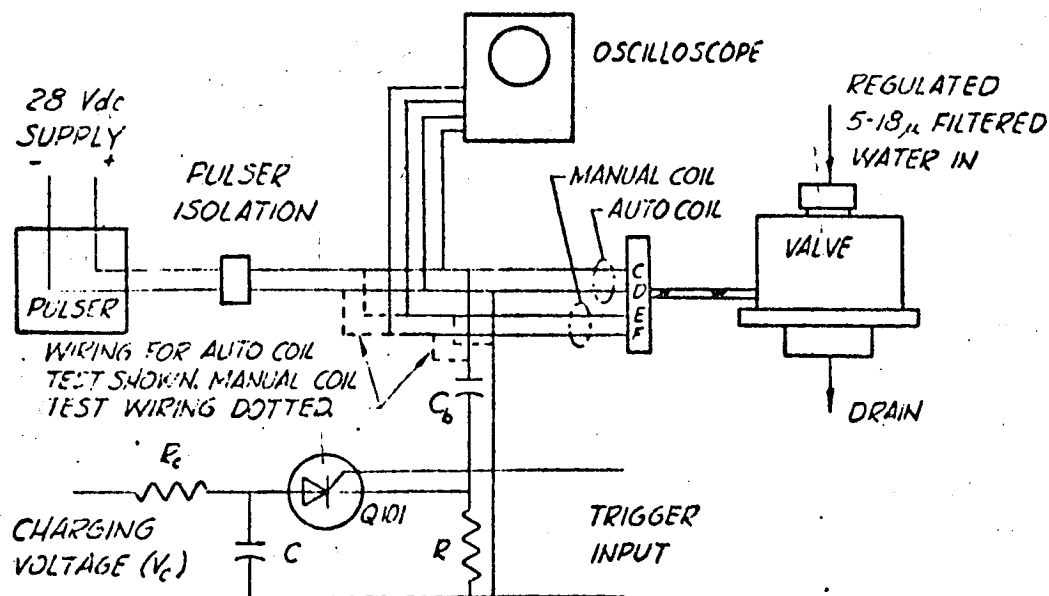 OSCILLOSCOPE
28 Vdc
SUPPLY
- +
PULSER
ISOLATION
REGULATED
5-18μ FILTERED
WATER IN
MANUAL COIL
AUTO COIL
VALVE
C
D
E
F
PULSER
WIRING FOR AUTO COIL
TEST SHOWN. MANUAL COIL
TEST WIRING DOTTED
Cb
DRAIN
Rc
Q101
CHARGING
VOLTAGE (Vc)
C
R
TRIGGER
INPUT